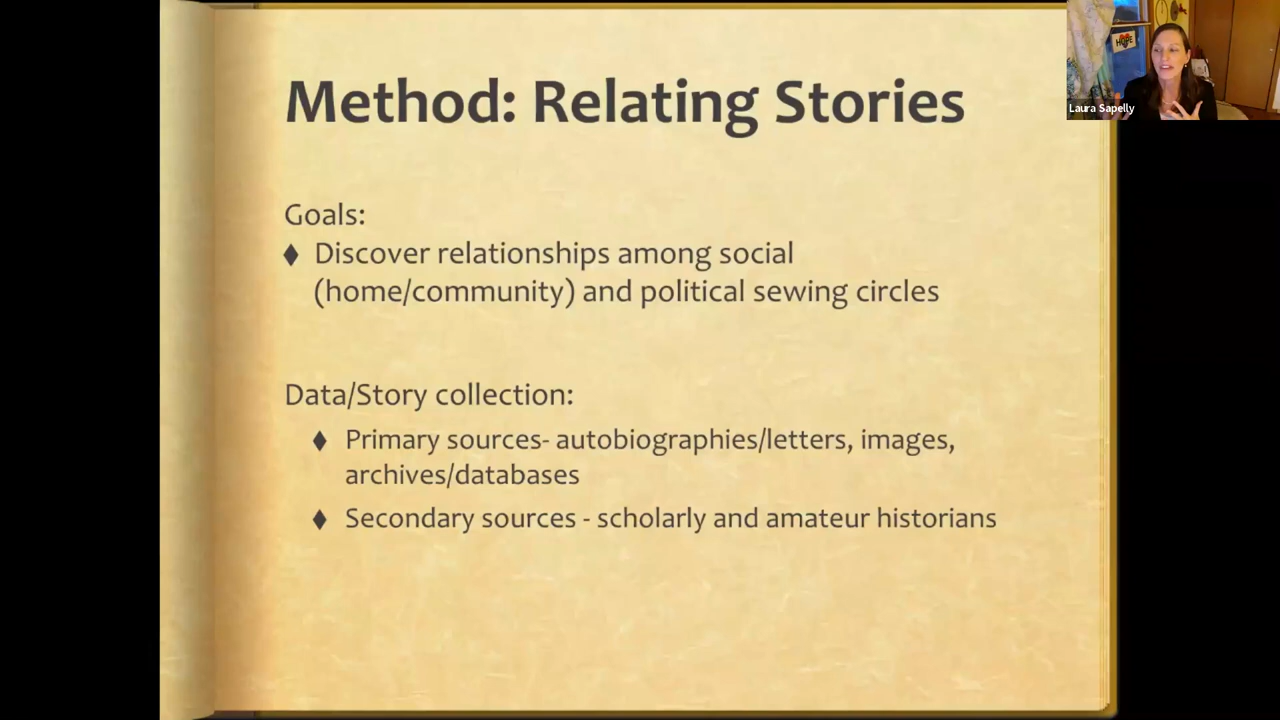 Method: Relating Stories
Goals:
♦ Discover relationships among social
(home/community) and political sewing circles
Data/Story collection:
♦ Primary sources- autobiographies/letters, images,
archives/databases
♦ Secondary sources - scholarly and amateur historians
HOPE
Laura Sapelly